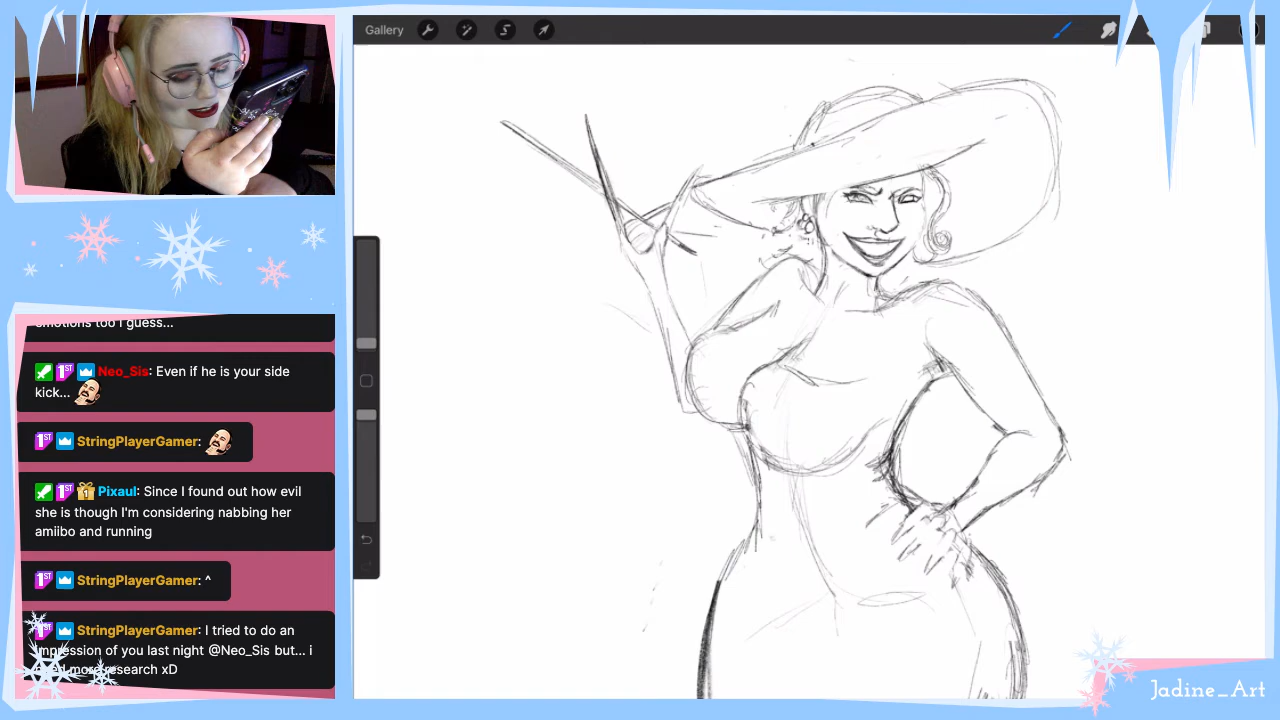 Gallery
emotions too I guess...
Neo_Sis: Even if he is your side
kick...
StringPlayerGamer:
Pixaul: Since I found out how evil
she is though I'm considering nabbing her
amiibo and running
StringPlayerGamer: ^
StringPlayerGamer: I tried to do an
impression of you last night @Neo_Sis but... i
need more research xD
Jadine_Art